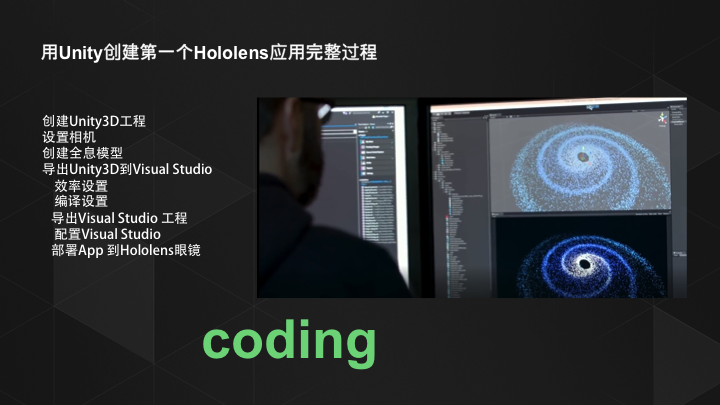 用Unity创建第一个Hololens应用完整过程
创建Unity3D工程
设置相机
创建全息模型
导出Unity3D到Visual Studio
效率设置
编译设置
导出Visual Studio 工程
配置Visual Studio
部署App 到Hololens眼镜
coding